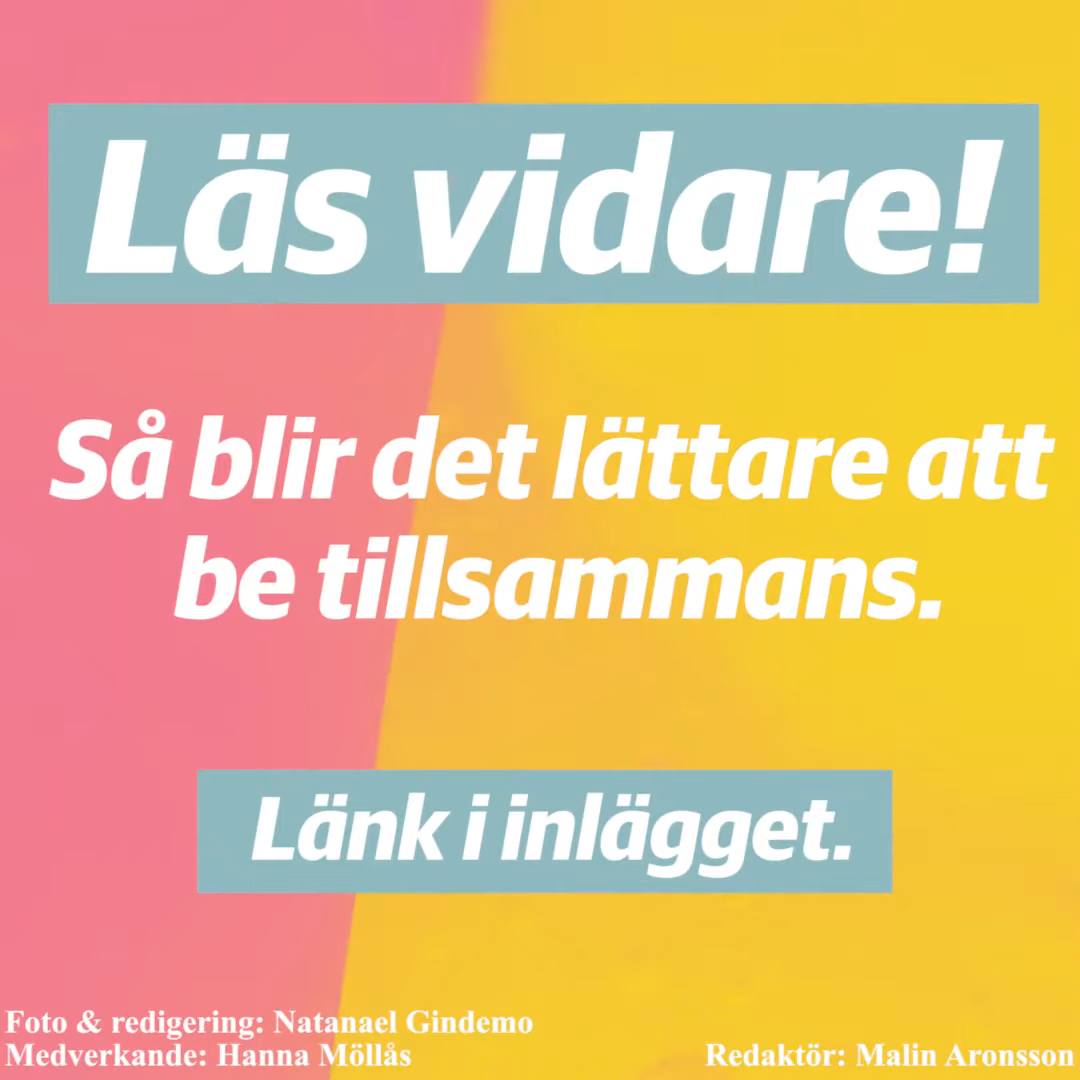 Läs vidare!
Så blir det lättare att
be tillsammans.
Länk i inlägget.
Foto & redigering: Natanael Gindemo
Medverkande: Hanna Möllås
Redaktör: Malin Aronsson